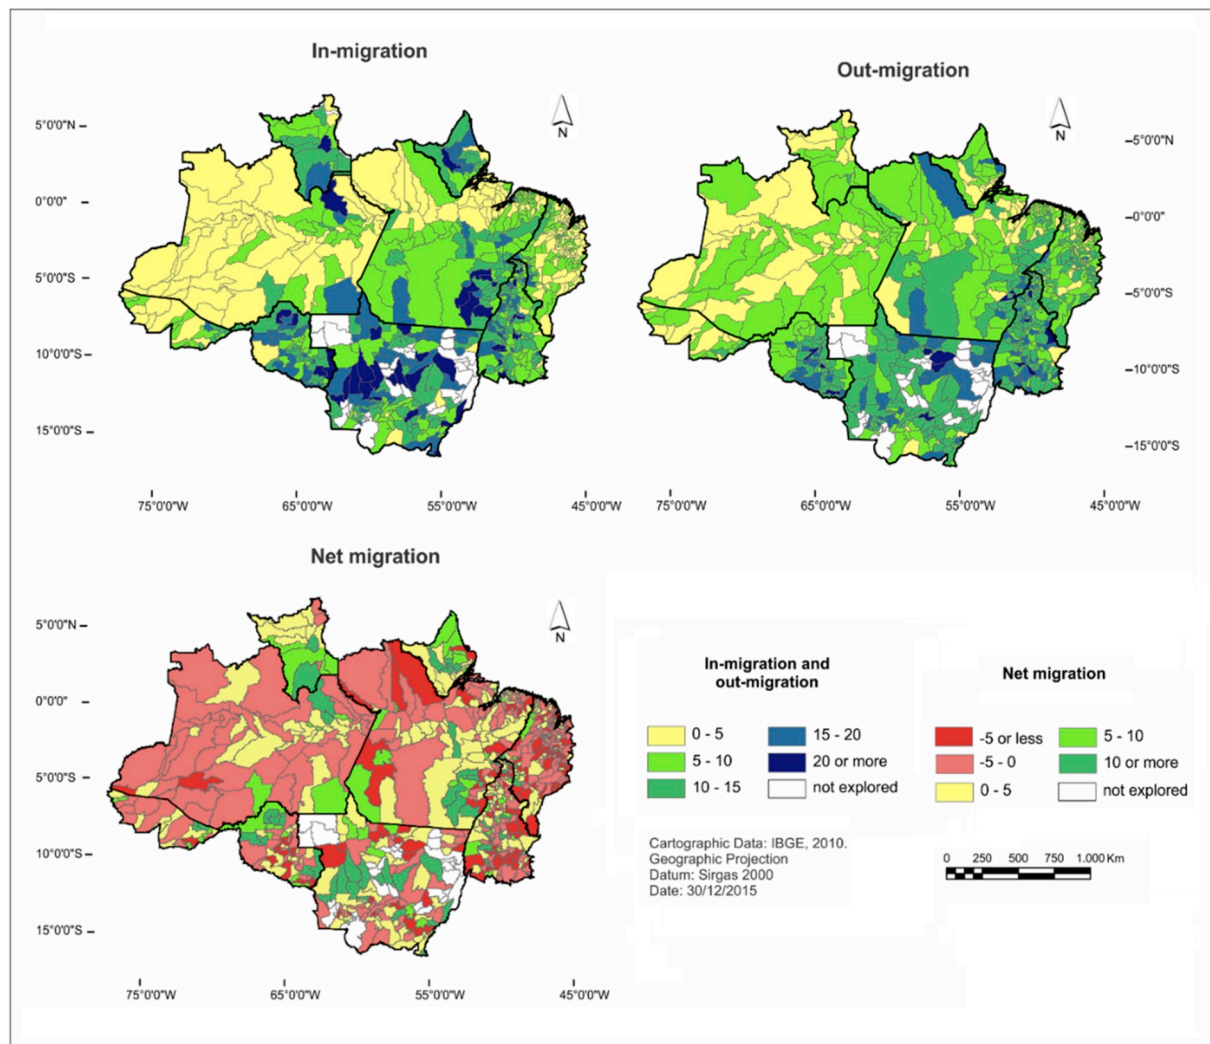 In-migration
Out-migration
N
N
5°0'0"N
0°0'0"
5°0'0"S
10°0'0"S
15°0'0"S
5°0'0"N
0°0'0"
5°0'0"S
10°0'0"S
15°0'0"S
75°0'0"W
65°0'0"W
55°0'0"W
45°0'0"W
75°0'0"W
65°0'0"W
55°0'0"W
45°0'0"W
Net migration
N
5°0'0"N
0°0'0"
5°0'0"S
10°0'0"S
15°0'0"S
75°0'0"W
65°0'0"W
55°0'0"W
45°0'0"W
In-migration and
out-migration
0 - 5
5 - 10
10 - 15
15 - 20
20 or more
not explored
Net migration
-5 or less
-5 - 0
0 - 5
5 - 10
10 or more
not explored
Cartographic Data: IBGE, 2010.
Geographic Projection
Datum: Sirgas 2000
Date: 30/12/2015
0 250 500 750 1.000 Km